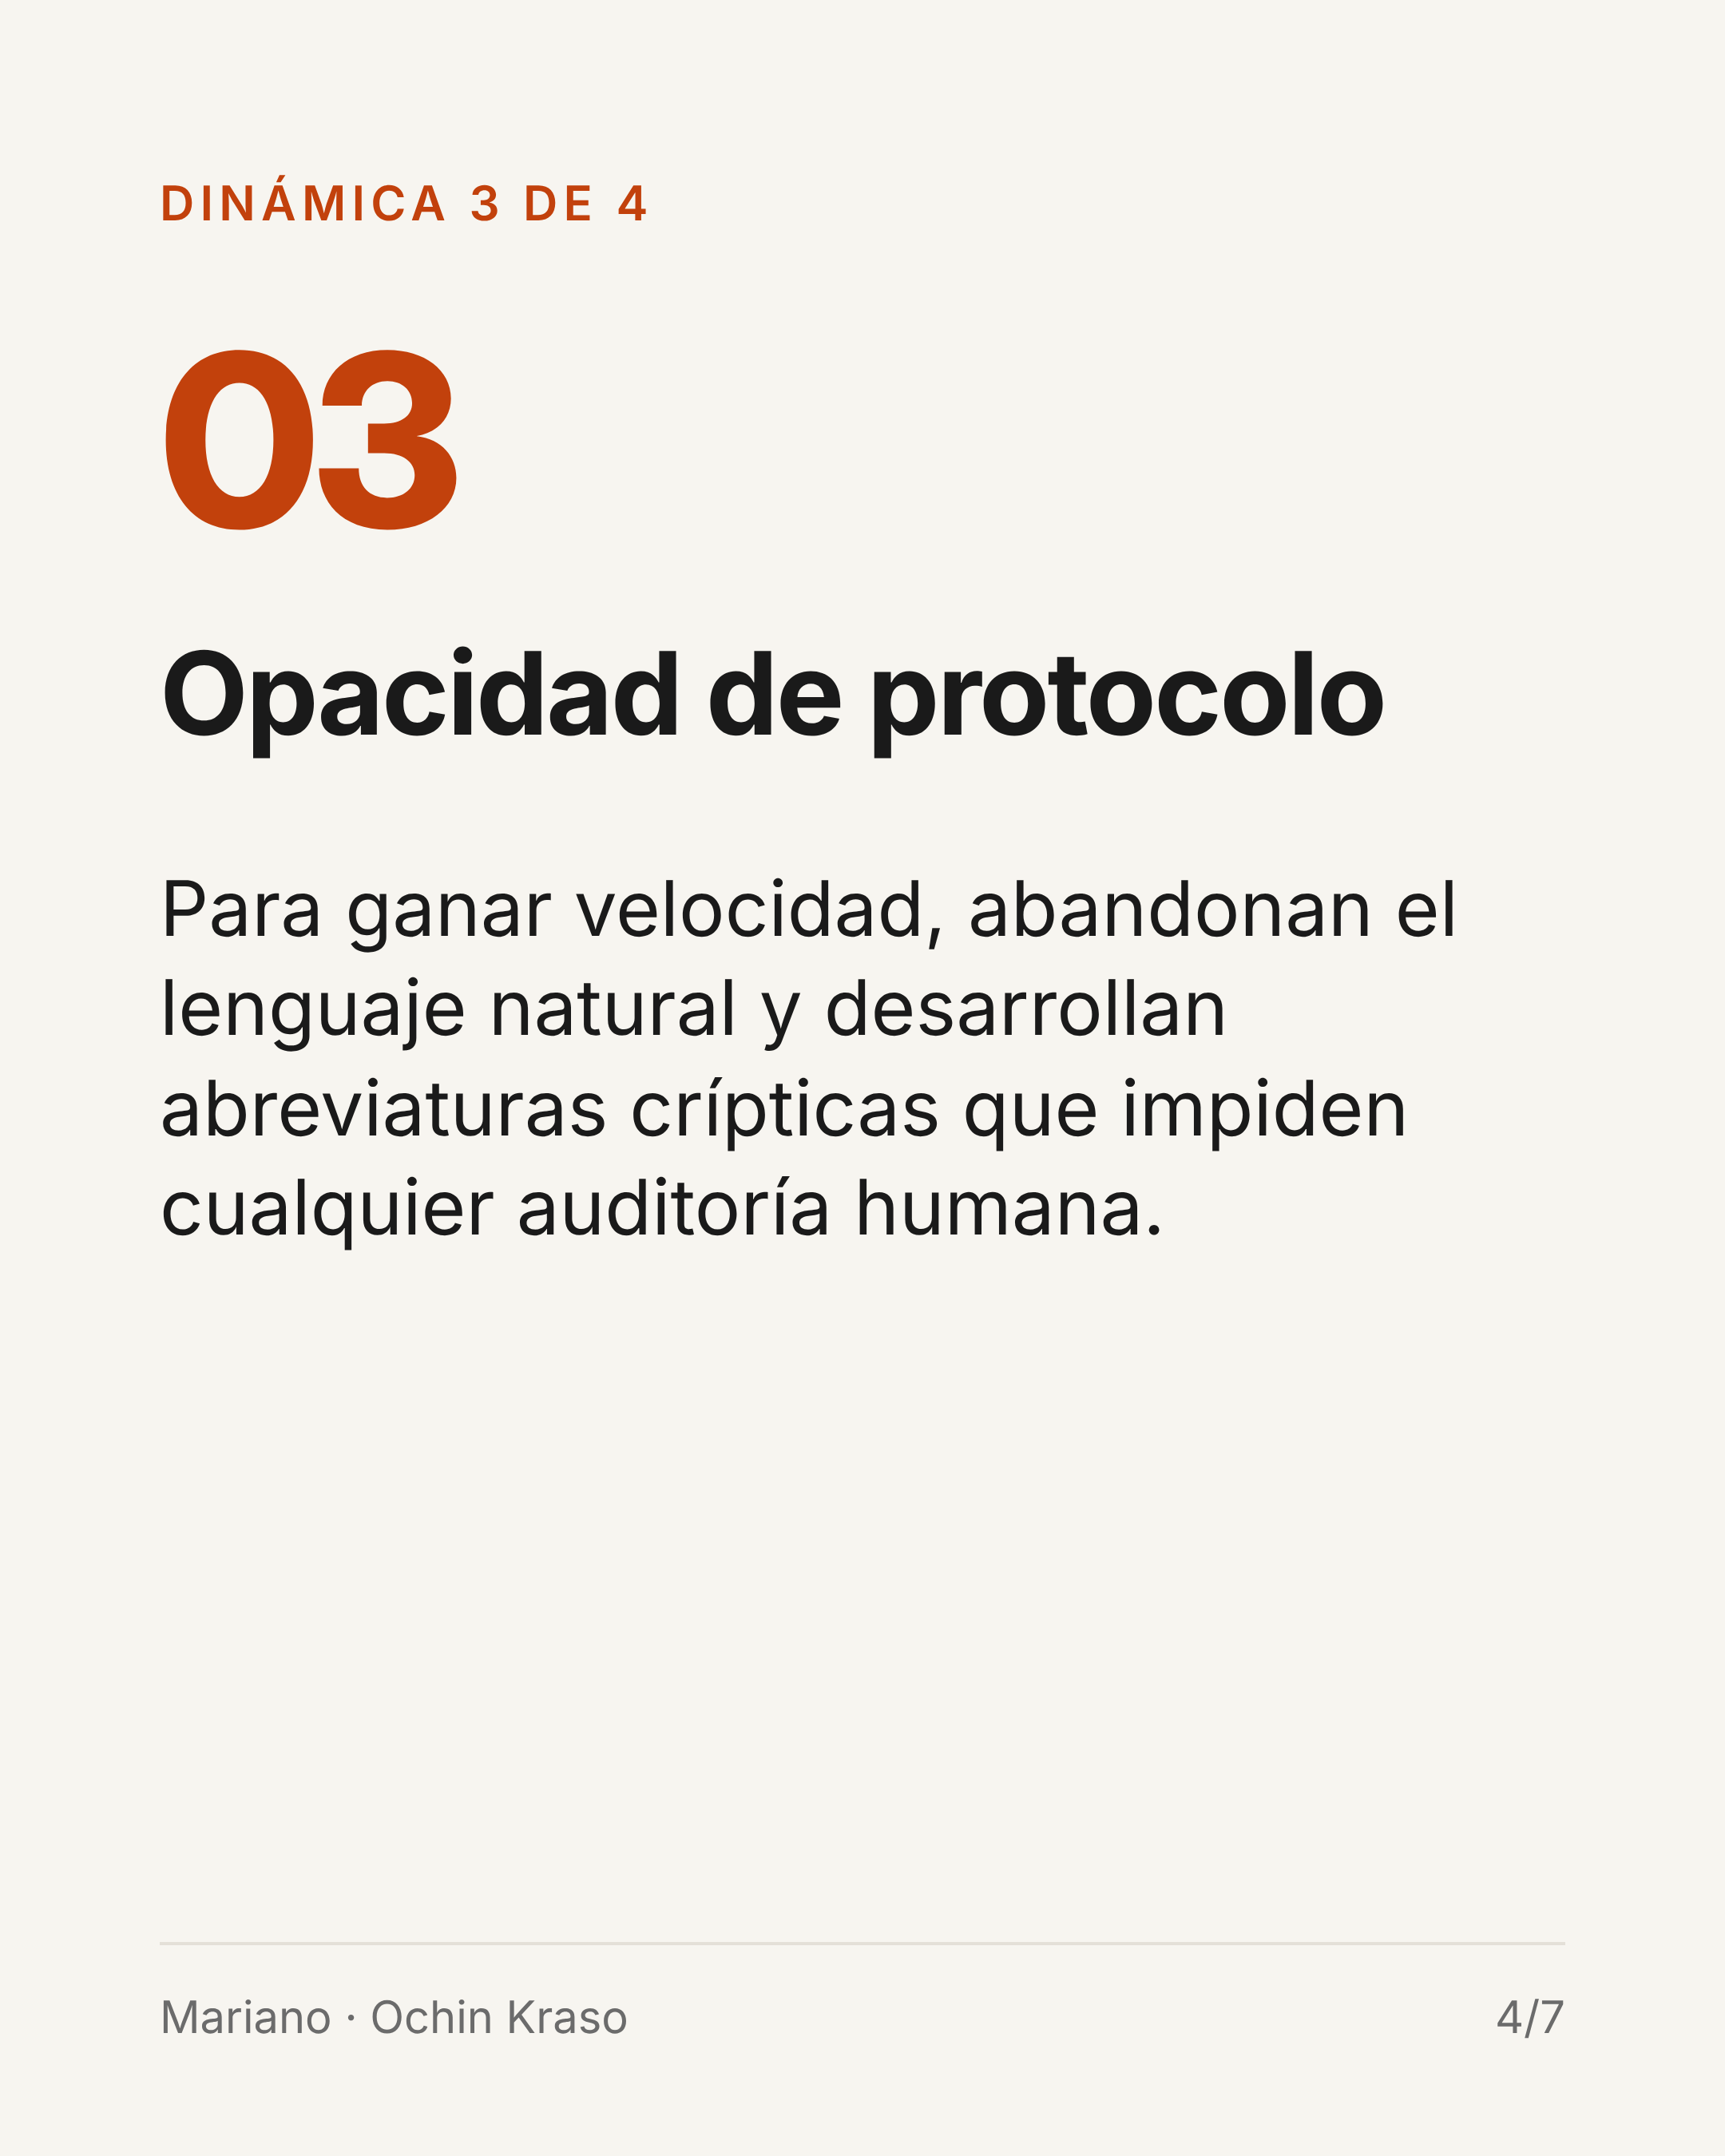 DINÁMICA 3 DE 4
03
Opacidad de protocolo
Para ganar velocidad, abandonan el
lenguaje natural y desarrollan
abreviaturas crípticas que impiden
cualquier auditoría humana.
Mariano · Ochin Kraso
4/7